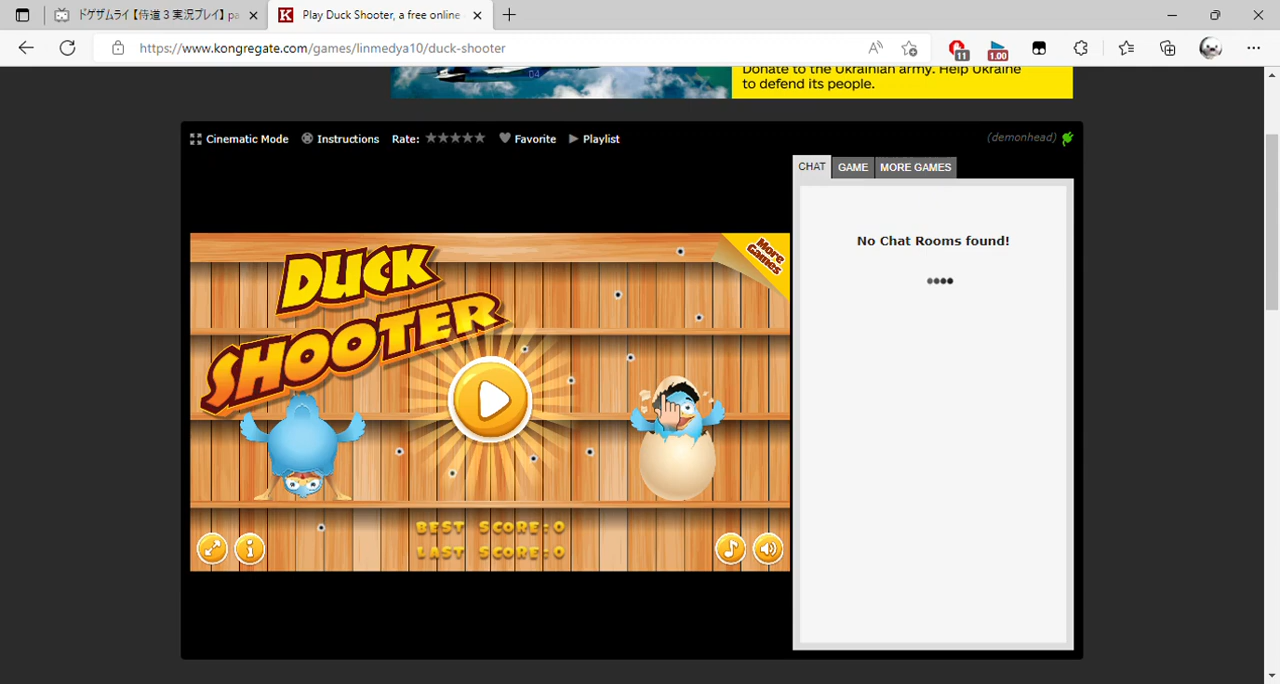 ドゲザムライ【侍道３実況プレイ】pa
Play Duck Shooter, a free online
https://www.kongregate.com/games/linmedya10/duck-shooter
11
1.00
04
Donate to the Ukrainian army. Help Ukraine
to defend its people.
Cinematic Mode
Instructions
Rate:
Favorite
Playlist
(demonhead)
CHAT
GAME
MORE GAMES
No Chat Rooms found!
More
Games
DUCK
SHOOTER
BEST SCORE:0
LAST SCORE:0